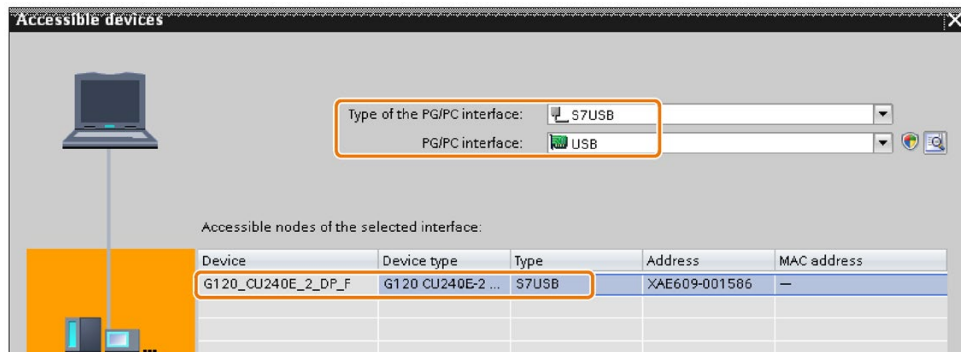 Accessible devices
Type of the PG/PC interface: S7USB
PG/PC interface: USB
Accessible nodes of the selected interface:
Device Device type Type Address MAC address
G120_CU240E_2_DP_F G120 CU240E-2 ... S7USB XAE609-001586 —